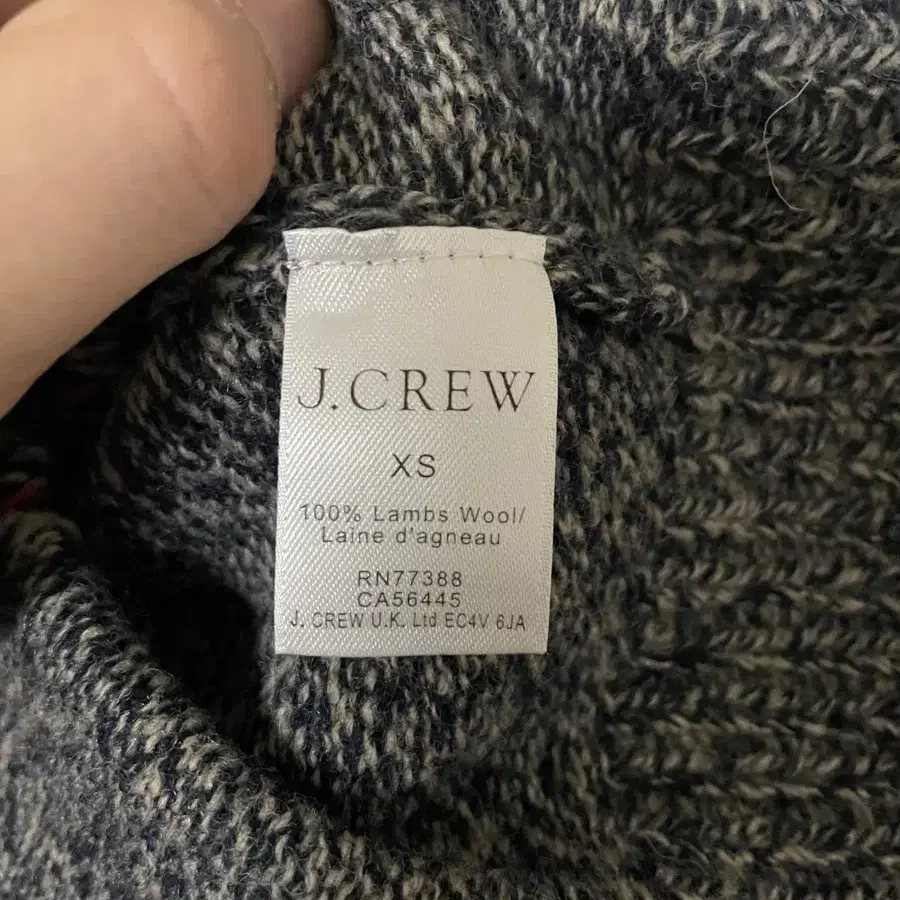 J.CREW
XS
100% Lambs Wool/
Laine d'agneau
RN77388
CA56445
J. CREW U.K. Ltd EC4V 6JA